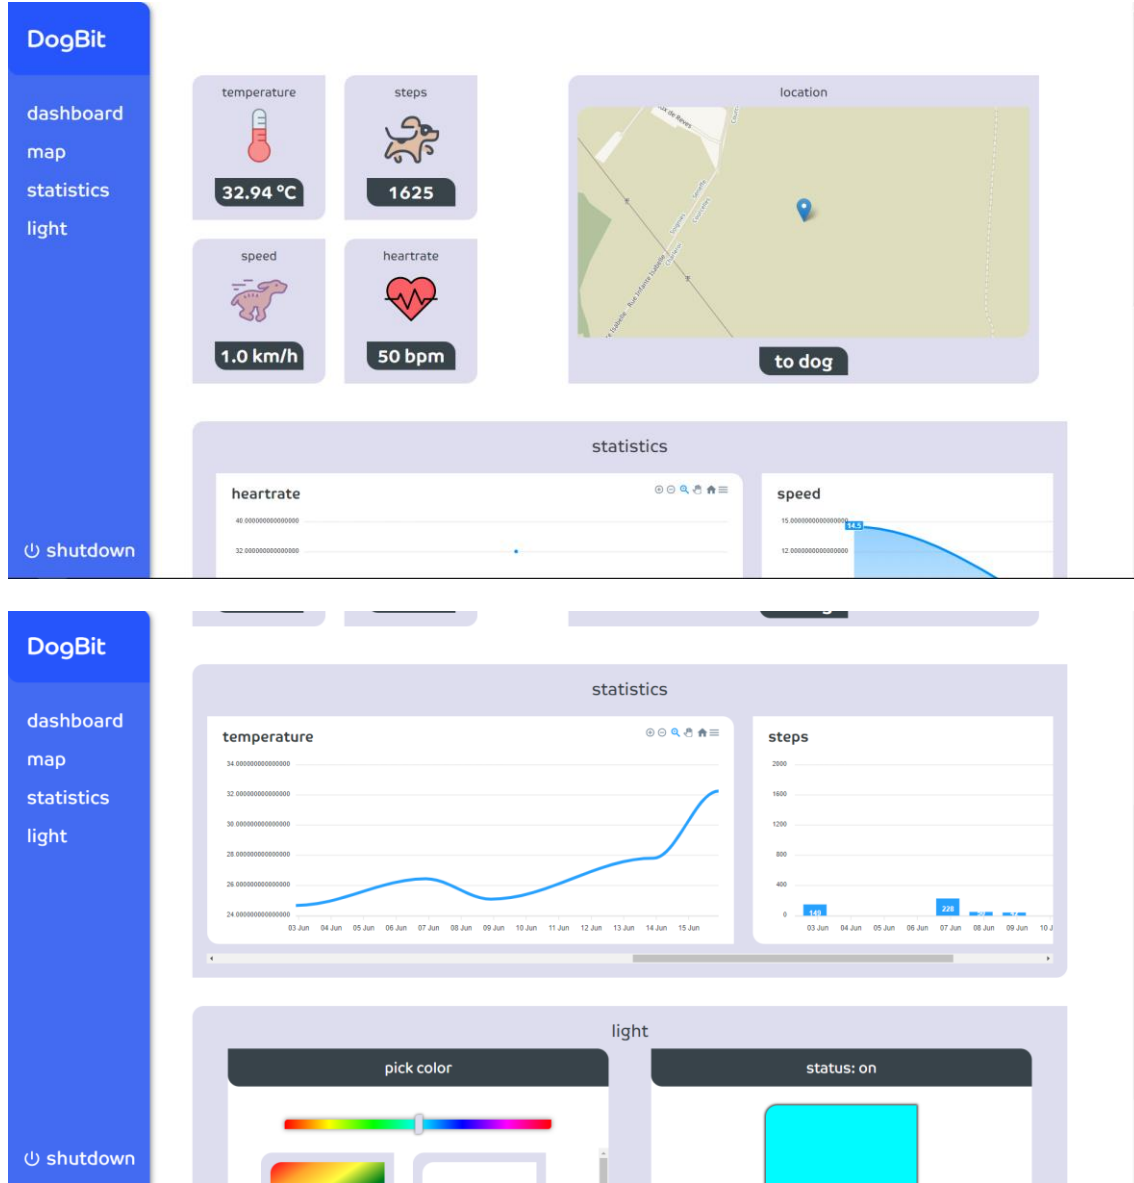 DogBit
dashboard
map
statistics
light
shutdown
temperature
32.94 °C
steps
1625
speed
1.0 km/h
heartrate
50 bpm
location
to dog
statistics
heartrate
40.000000000000000
32.000000000000000
speed
15.0000000000000000
14.5
12.0000000000000000
DogBit
dashboard
map
statistics
light
shutdown
statistics
temperature
34.000000000000000
32.000000000000000
30.000000000000000
28.000000000000000
26.000000000000000
24.000000000000000
03 Jun 04 Jun 05 Jun 06 Jun 07 Jun 08 Jun 09 Jun 10 Jun 11 Jun 12 Jun 13 Jun 14 Jun 15 Jun
steps
2000
1600
1200
800
400
0
149 220
03 Jun 04 Jun 05 Jun 06 Jun 07 Jun 08 Jun 09 Jun
light
pick color
status: on